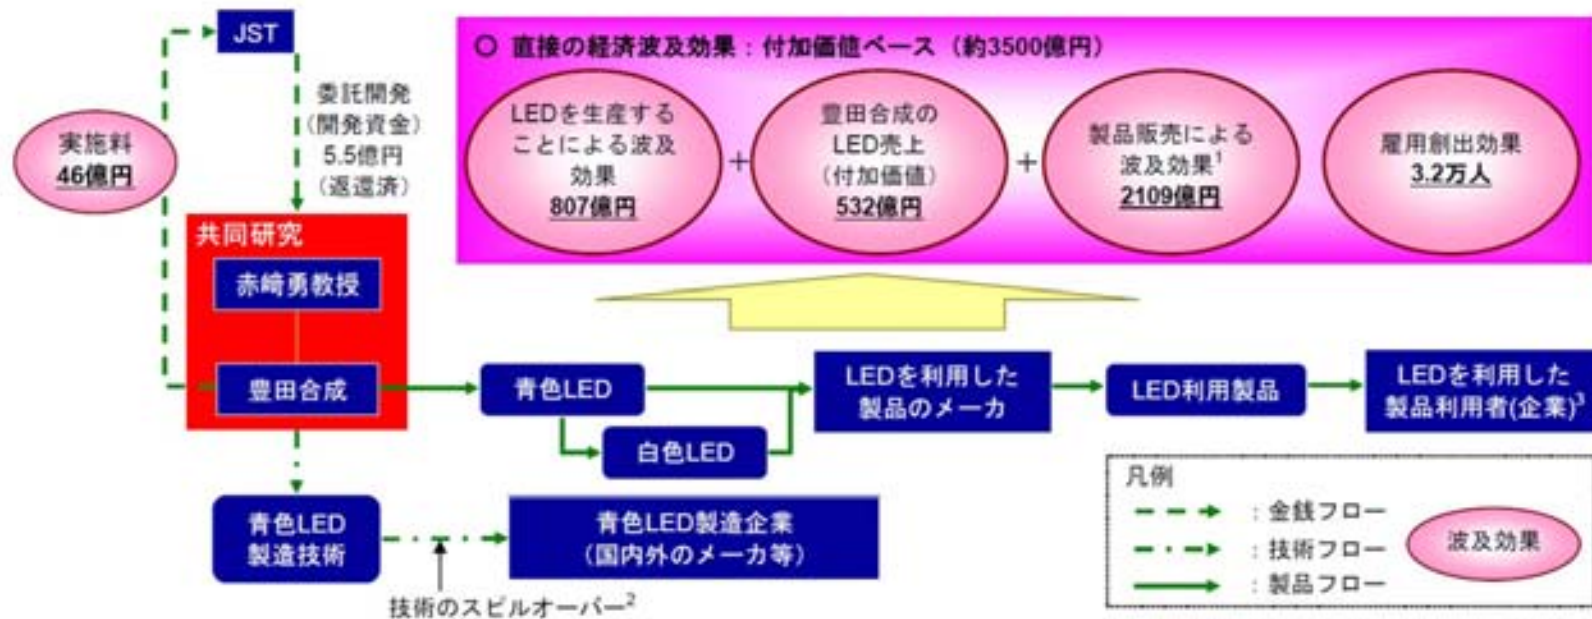 JST
委託開発
(開発資金)
5.5億円
(返還済)
実施料
46億円
○ 直接の経済波及効果：付加価値ベース（約3500億円）
LEDを生産する
ことによる波及
効果
807億円
+
豊田合成の
LED売上
(付加価値)
532億円
+
製品販売による
波及効果1
2109億円
雇用創出効果
3.2万人
共同研究
赤﨑勇教授
豊田合成
青色LED
白色LED
LEDを利用した
製品のメーカ
LED利用製品
LEDを利用した
製品利用者(企業)3
青色LED
製造技術
青色LED製造企業
（国内外のメーカ等）
技術のスピルオーバー2
凡例
：金銭フロー
：技術フロー
：製品フロー
波及効果